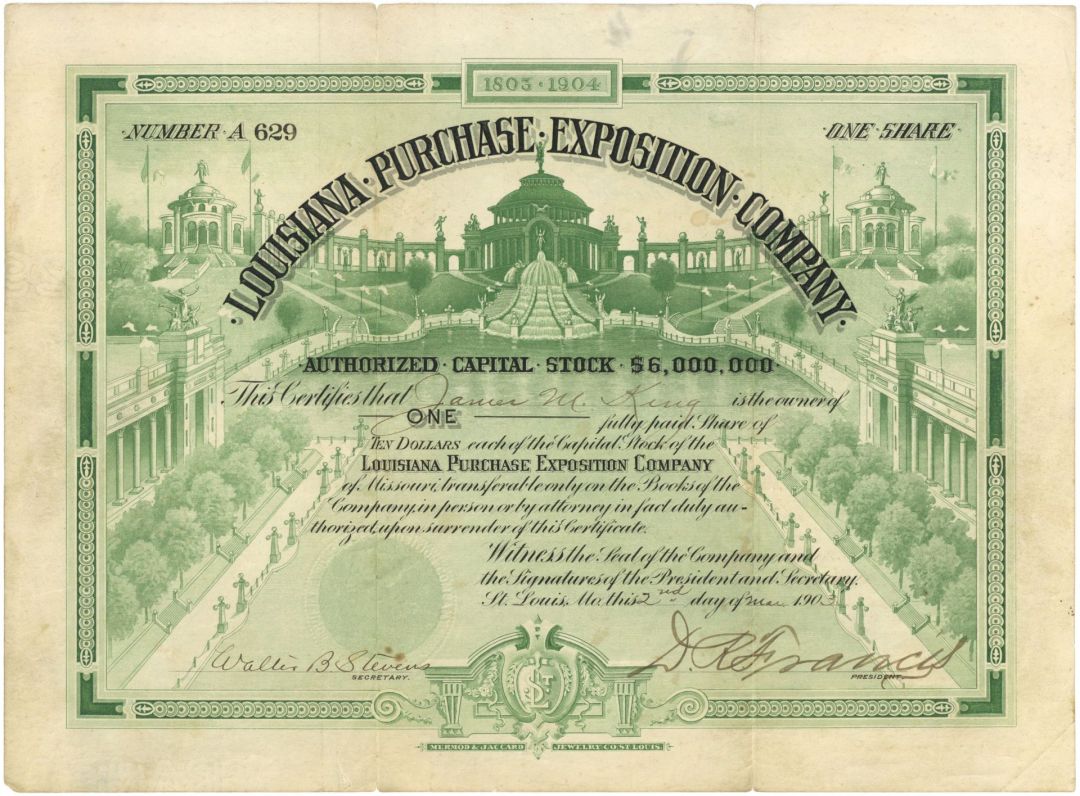 1803 · 1904
·NUMBER· A 629
·ONE·SHARE·
·LOUISIANA·PURCHASE·EXPOSITION·COMPANY·
·AUTHORIZED·CAPITAL·STOCK·$6,000,000·
This Certifies that James M. King is the owner of
ONE fully paid Share of
TEN DOLLARS each of the Capital Stock of the
LOUISIANA PURCHASE EXPOSITION COMPANY
of Missouri, transferable only on the Books of the
Company, in person or by attorney in fact duly au-
thorized, upon surrender of this Certificate.
Witness the Seal of the Company and
the Signatures of the President and Secretary.
St. Louis, Mo. this 2nd day of Mar 1903
Walter B. Stevens
SECRETARY.
D R Francis
PRESIDENT.
MERMOD & JACCARD JEWELRY CO. ST. LOUIS